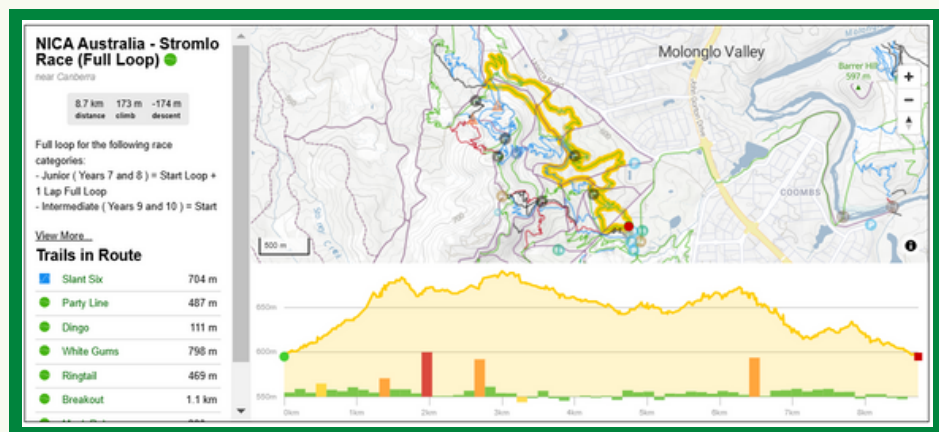 NICA Australia - Stromlo
Race (Full Loop)
near Canberra
8.7 km 173 m -174 m
distance climb descent
Full loop for the following race
categories:
- Junior ( Years 7 and 8 ) = Start Loop +
1 Lap Full Loop
- Intermediate ( Years 9 and 10 ) = Start
View More...
Trails in Route
Slant Six 704 m
Party Line 487 m
Dingo 111 m
White Gums 798 m
Ringtail 469 m
Breakout 1.1 km
Molonglo Valley
Barrer Hill
597 m
John Gorton Drive
COOMBS
500 m
+
−
650m
600m
550m
0km 1km 2km 3km 4km 5km 6km 7km 8km